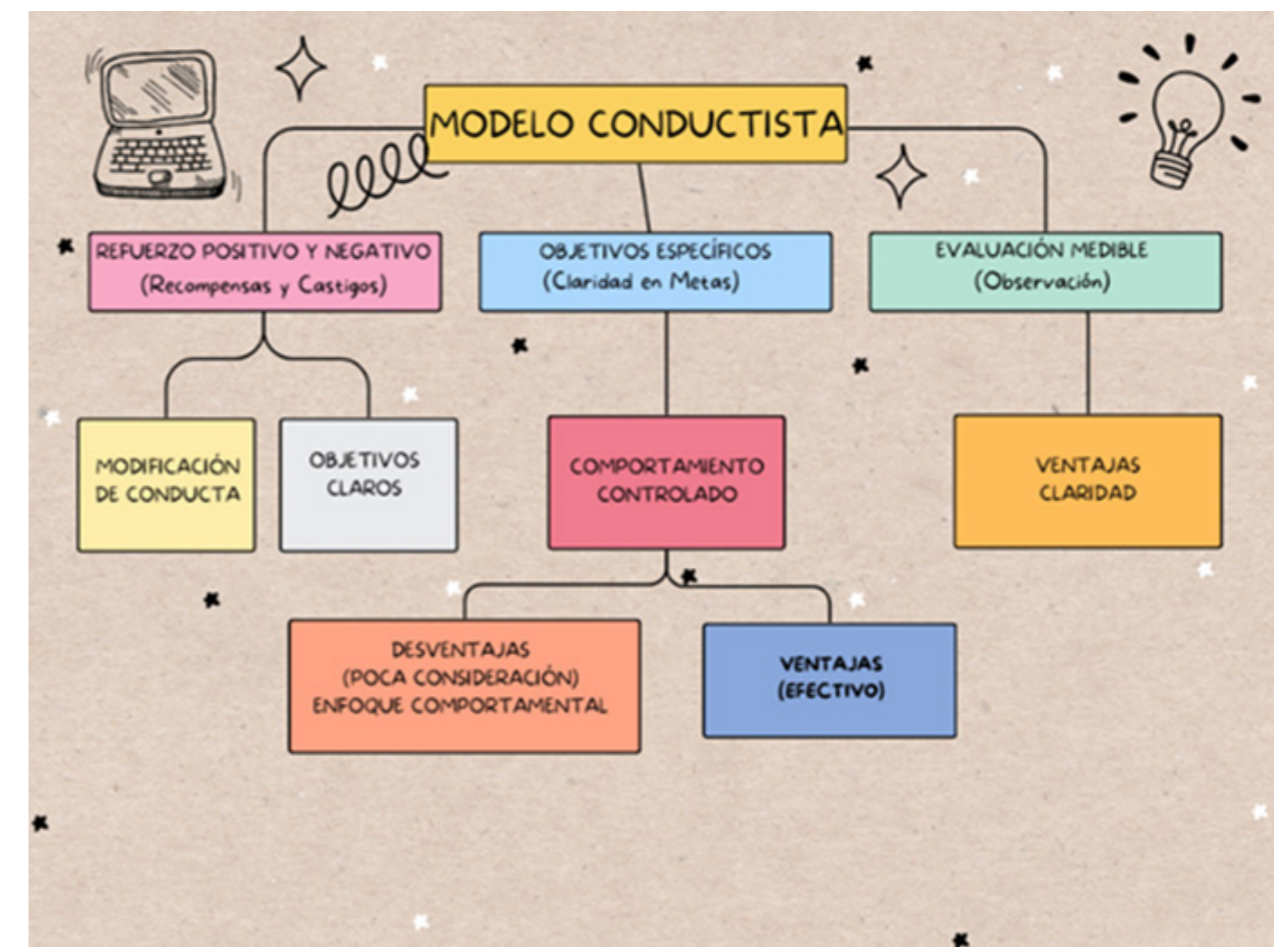 MODELO CONDUCTISTA
REFUERZO POSITIVO Y NEGATIVO
(Recompensas y Castigos)
OBJETIVOS ESPECÍFICOS
(Claridad en Metas)
EVALUACIÓN MEDIBLE
(Observación)
MODIFICACIÓN
DE CONDUCTA
OBJETIVOS
CLAROS
COMPORTAMIENTO
CONTROLADO
VENTAJAS
CLARIDAD
DESVENTAJAS
(POCA CONSIDERACIÓN)
ENFOQUE COMPORTAMENTAL
VENTAJAS
(EFECTIVO)